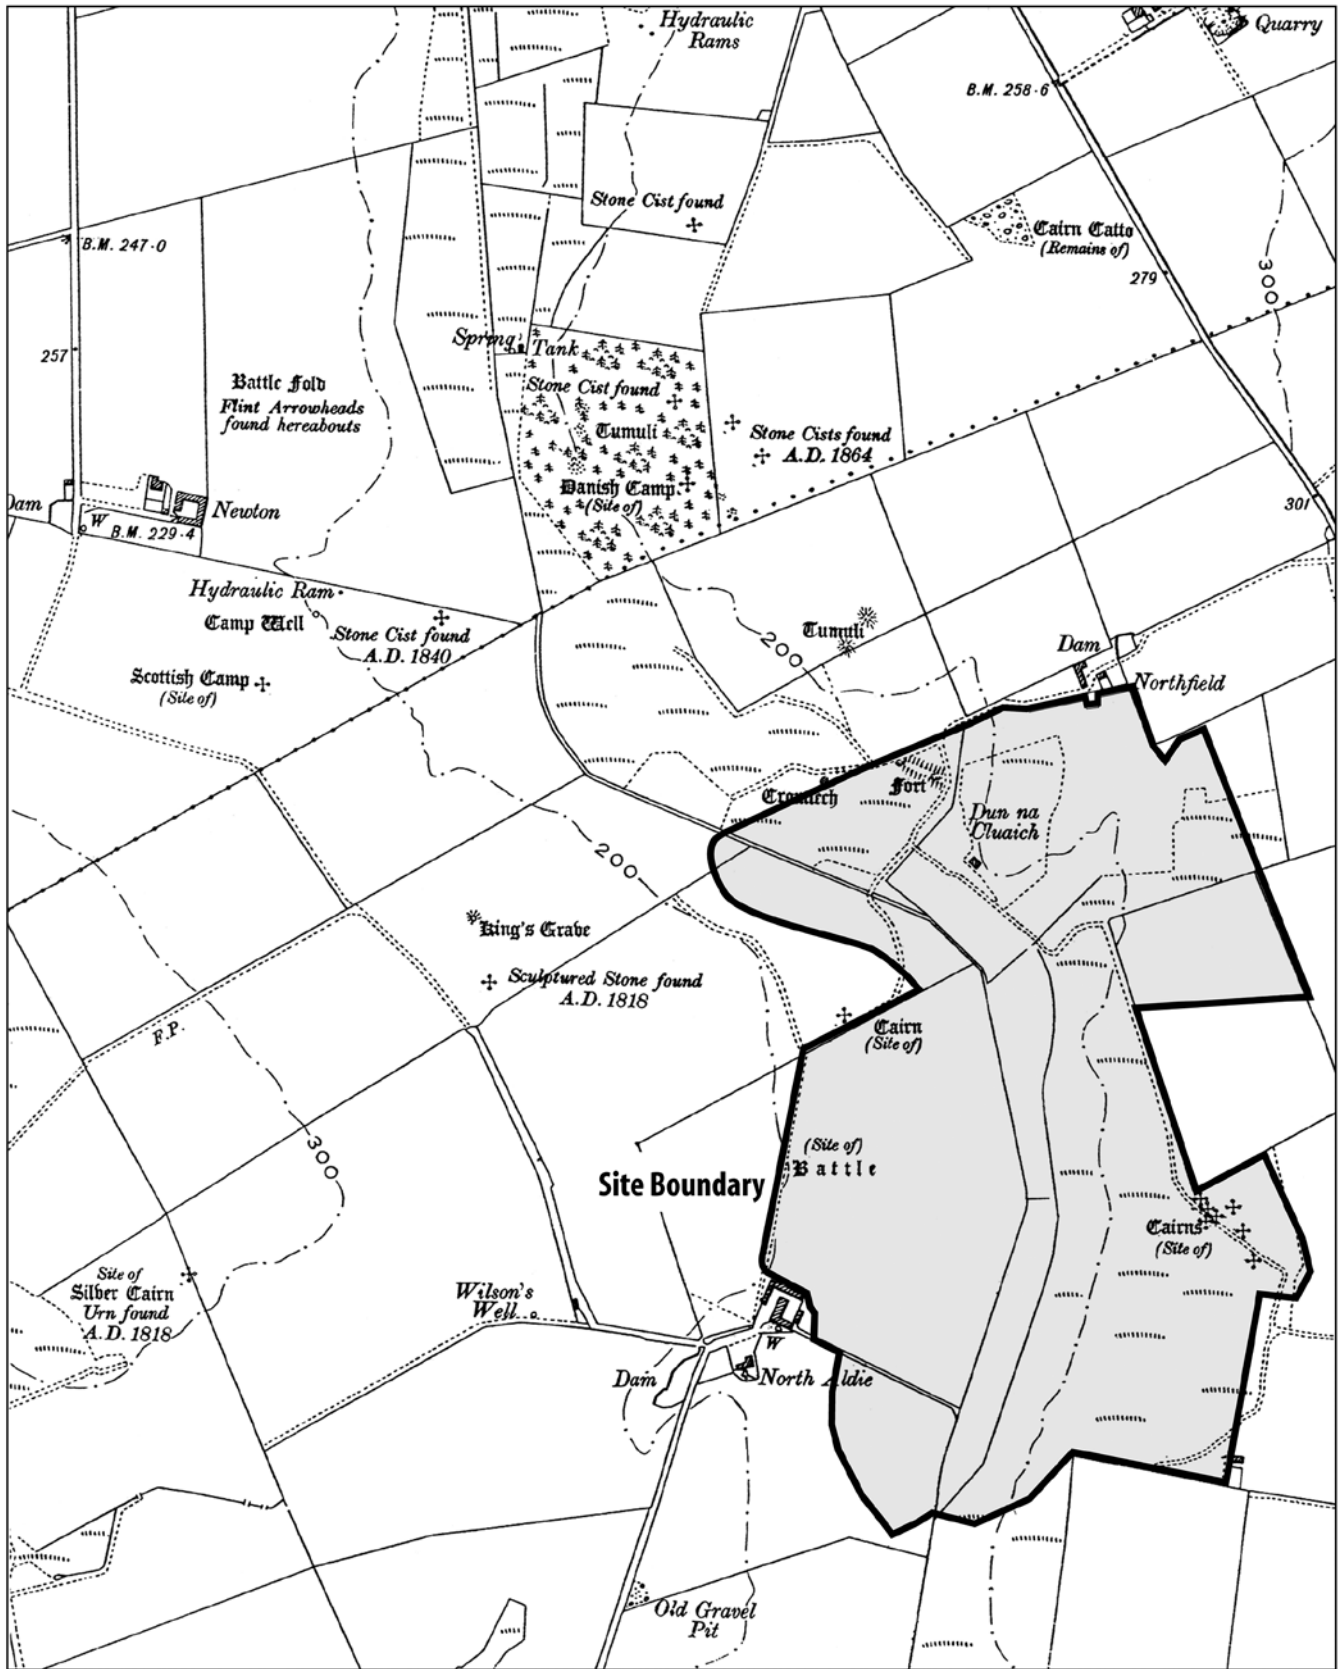 Hydraulic
Rams
Quarry
B.M. 258·6
Stone Cist found
Cairn Catto
(Remains of)
B.M. 247·0
279
300
257
Spring
Tank
Battle Fold
Flint Arrowheads
found hereabouts
Stone Cist found
Tumuli
Stone Cists found
A.D. 1864
Danish Camp
(Site of)
301
Dam
Newton
W
B.M. 229·4
Hydraulic Ram
Camp Well
Stone Cist found
A.D. 1840
Scottish Camp
(Site of)
200
Tumuli
Dam
Northfield
Cromlech
Fort
Dun na
Cluaich
200
King's Grave
Sculptured Stone found
A.D. 1818
Cairn
(Site of)
F.P.
300
(Site of)
Battle
Site Boundary
Cairns
(Site of)
Site of
Silver Cairn
Urn found
A.D. 1818
Wilson's
Well
W
Dam
North Aldie
Old Gravel
Pit